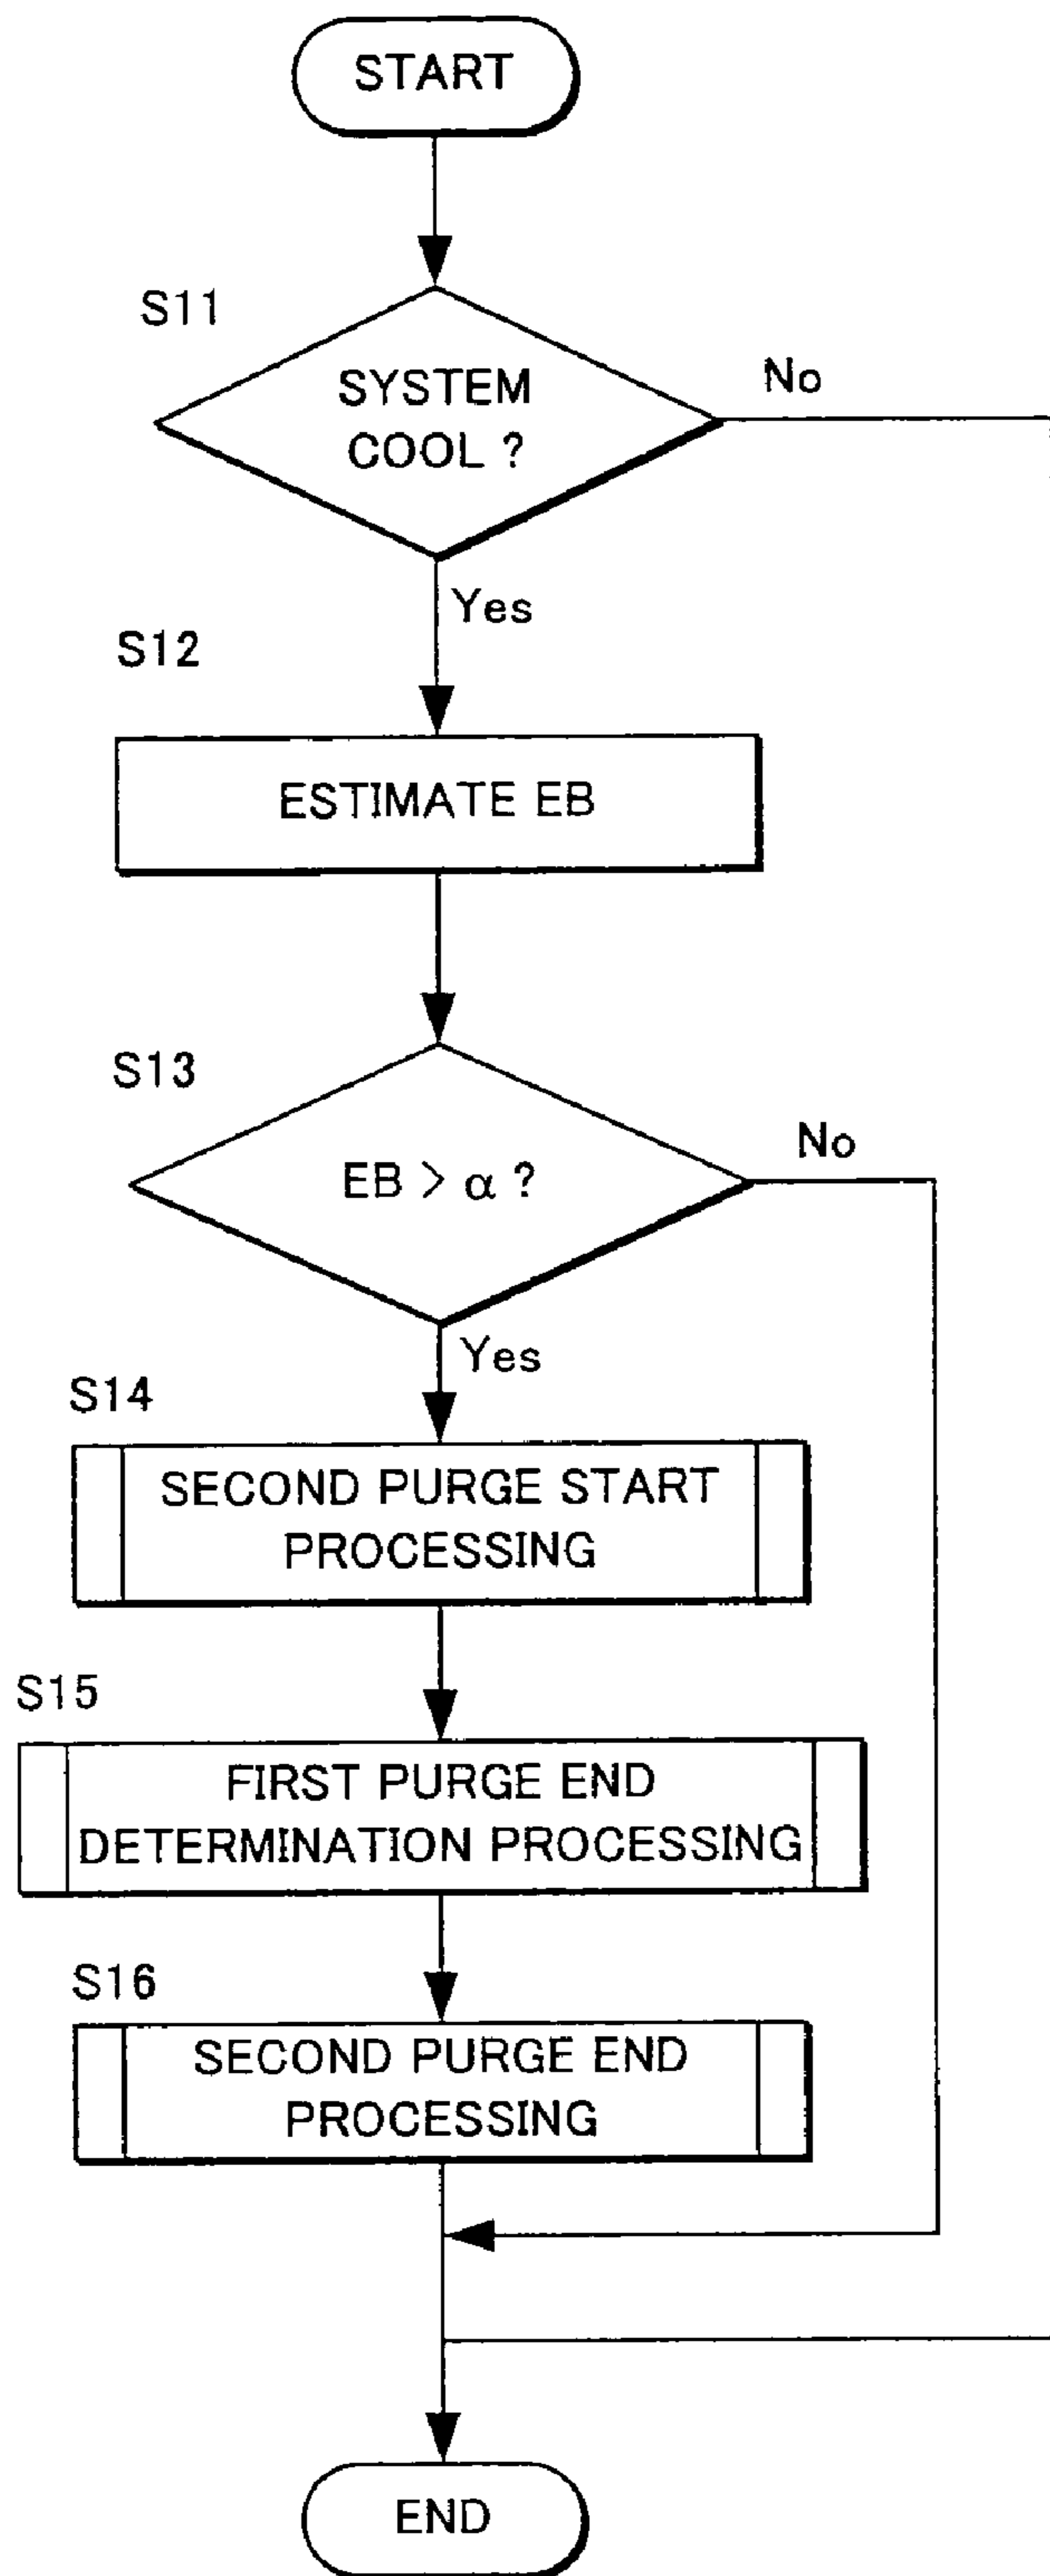 START
S11
SYSTEM
COOL ?
No
Yes
S12
ESTIMATE EB
S13
EB > α ?
No
Yes
S14
SECOND PURGE START
PROCESSING
S15
FIRST PURGE END
DETERMINATION PROCESSING
S16
SECOND PURGE END
PROCESSING
END